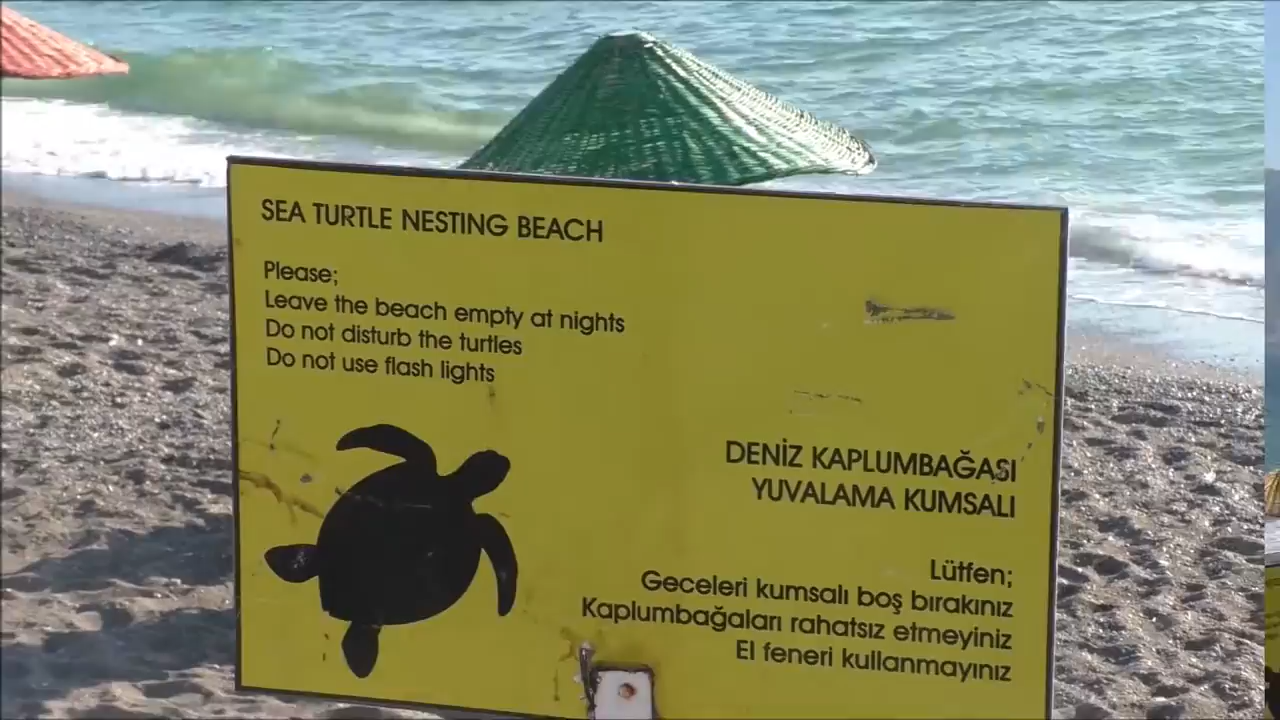 SEA TURTLE NESTING BEACH
Please;
Leave the beach empty at nights
Do not disturb the turtles
Do not use flash lights
DENİZ KAPLUMBAĞASI
YUVALAMA KUMSALI
Lütfen;
Geceleri kumsalı boş bırakınız
Kaplumbağaları rahatsız etmeyiniz
El feneri kullanmayınız